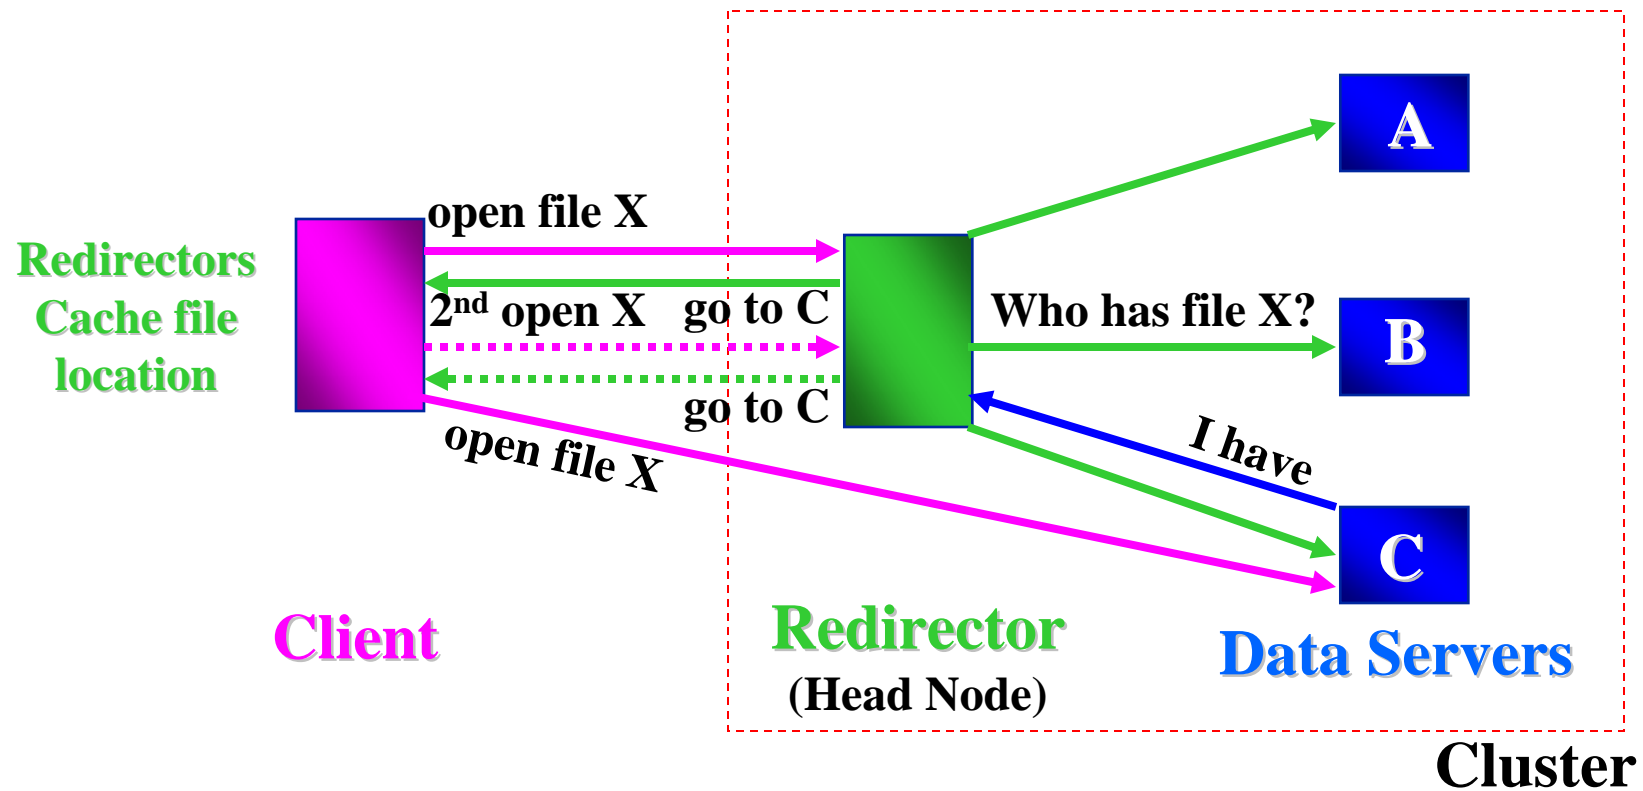 A
open file X
Redirectors
Cache file
location
2nd open X
go to C
Who has file X?
B
go to C
open file X
I have
C
Client
Redirector
(Head Node)
Data Servers
Cluster